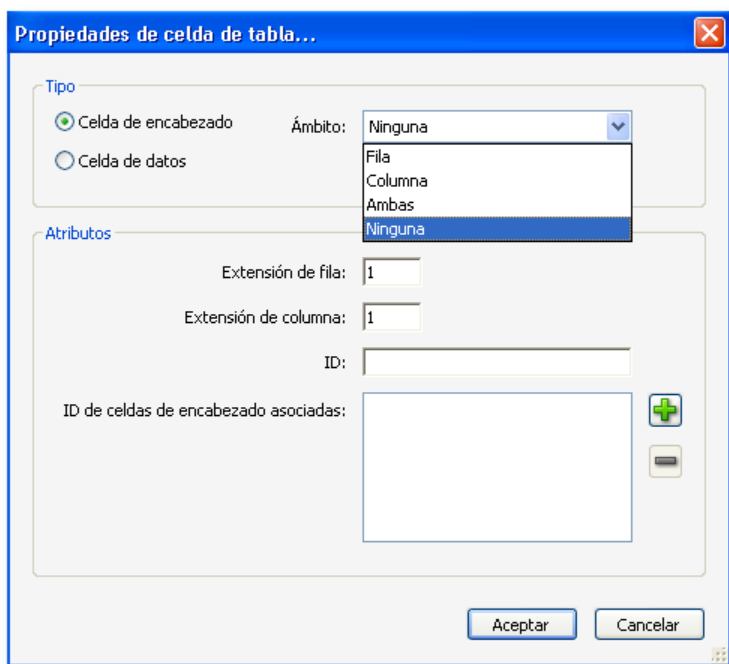 Propiedades de celda de tabla...
Tipo
Celda de encabezado
Ámbito:
Ninguna
Celda de datos
Fila
Columna
Ambas
Ninguna
Atributos
Extensión de fila:
1
Extensión de columna:
1
ID:
ID de celdas de encabezado asociadas:
Aceptar
Cancelar